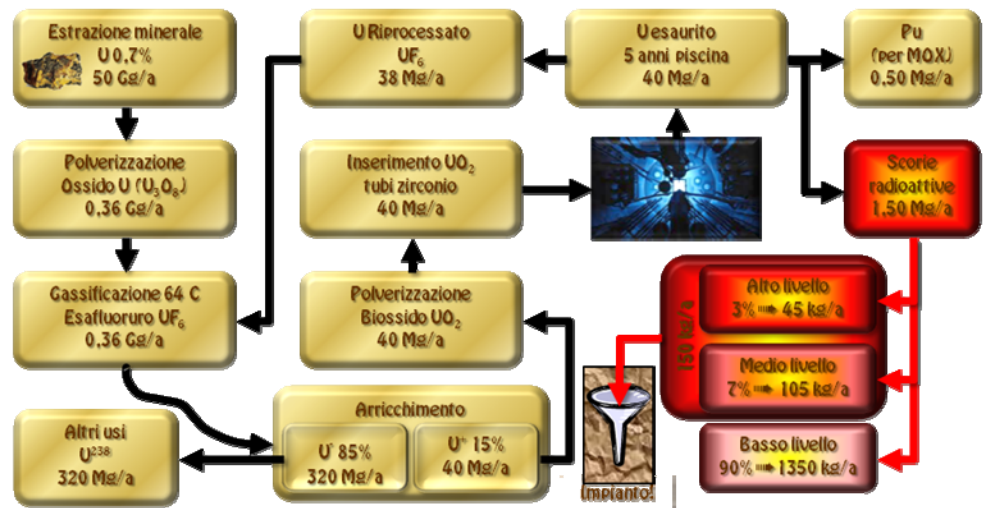 Estrazione minerale
U 0,7%
50 Gg/a
U Riprocessato
UF₆
38 Mg/a
U esaurito
5 anni piscina
40 Mg/a
Pu
(per MOX)
0,50 Mg/a
Polverizzazione
Ossido U (U₃O₈)
0,36 Gg/a
Inserimento UO₂
tubi zirconio
40 Mg/a
Scorie
radioattive
1,50 Mg/a
Gassificazione 64 C
Esafluoruro UF₆
0,36 Gg/a
Polverizzazione
Biossido UO₂
40 Mg/a
150 kg/a
Alto livello
3% ➟ 45 kg/a
Medio livello
7% ➟ 105 kg/a
Basso livello
90% ➟ 1350 kg/a
Arricchimento
U⁻ 85%
320 Mg/a
U⁺ 15%
40 Mg/a
Altri usi
U²³⁸
320 Mg/a
Impianto!